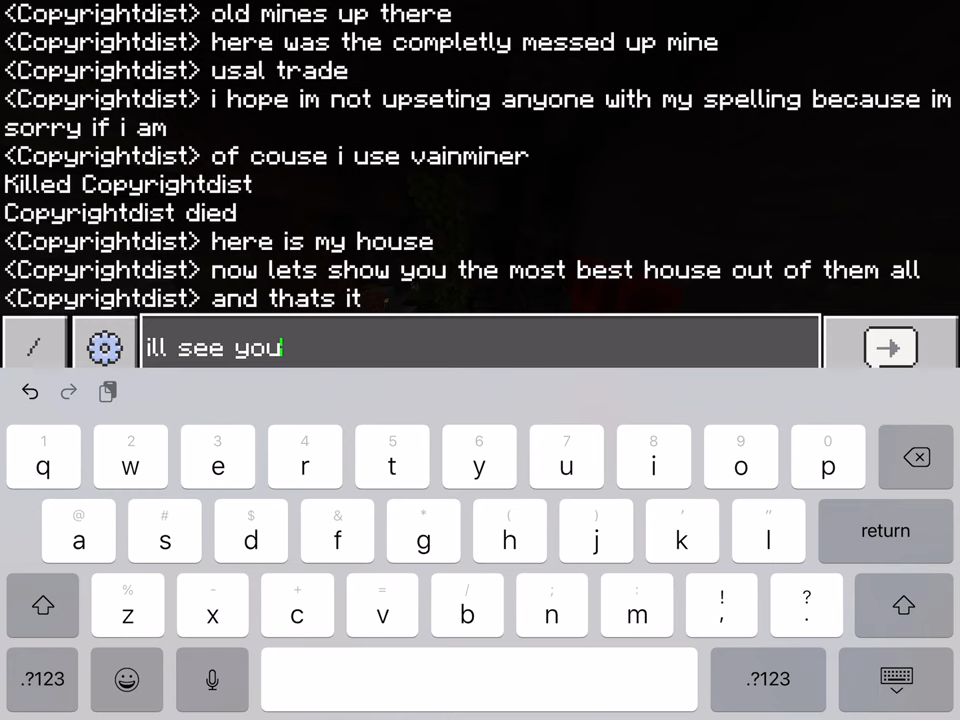 <Copyrightdist> old mines up there
<Copyrightdist> here was the completly messed up mine
<Copyrightdist> usal trade
<Copyrightdist> i hope im not upseting anyone with my spelling because im
sorry if i am
<Copyrightdist> of couse i use vainminer
Killed Copyrightdist
Copyrightdist died
<Copyrightdist> here is my house
<Copyrightdist> now lets show you the most best house out of them all
<Copyrightdist> and thats it
/ ill see you
1 2 3 4 5 6 7 8 9 0
q w e r t y u i o p
@ # $ & * ( ) ' "
a s d f g h j k l return
% - + = / ; : ! ?
z x c v b n m , .
.?123 .?123